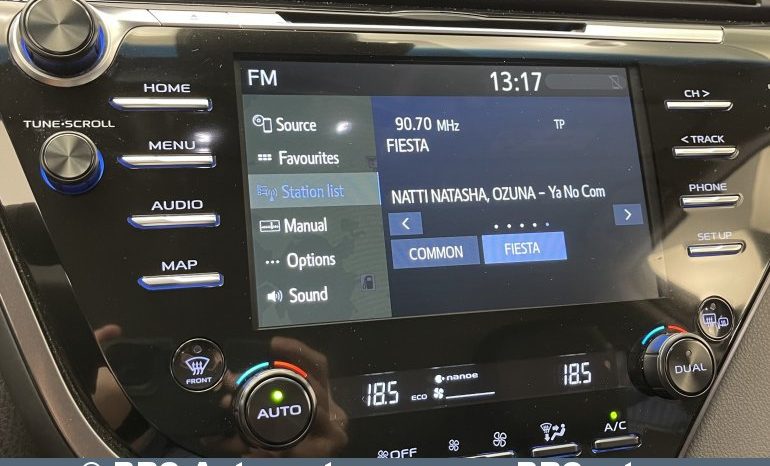 FM 13:17
HOME
CH >
TUNE•SCROLL
Source
90.70 MHz TP
FIESTA
MENU
Favourites
< TRACK
Station list
NATTI NATASHA, OZUNA – Ya No Com
PHONE
AUDIO
Manual
< >
COMMON FIESTA
SETUP
Options
MAP
Sound
FRONT
DUAL
18.5 ECO nanoe 18.5
AUTO
A/C
OFF